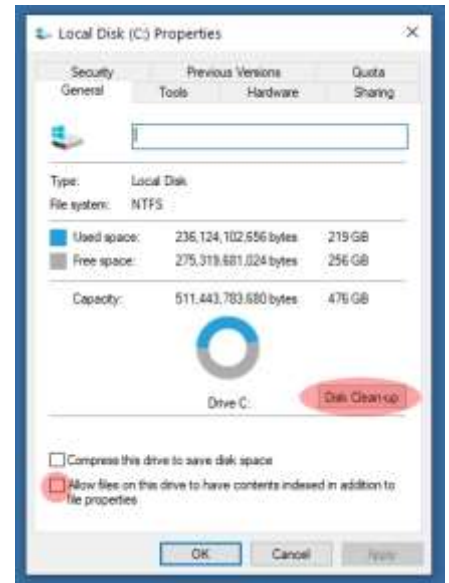 Local Disk (C:) Properties
Security Previous Versions Quota
General Tools Hardware Sharing
Type: Local Disk
File system: NTFS
Used space: 236,124,102,656 bytes 219 GB
Free space: 275,319,681,024 bytes 256 GB
Capacity: 511,443,783,680 bytes 476 GB
Drive C:
Disk Clean-up
Compress this drive to save disk space
Allow files on this drive to have contents indexed in addition to
file properties
OK Cancel Apply